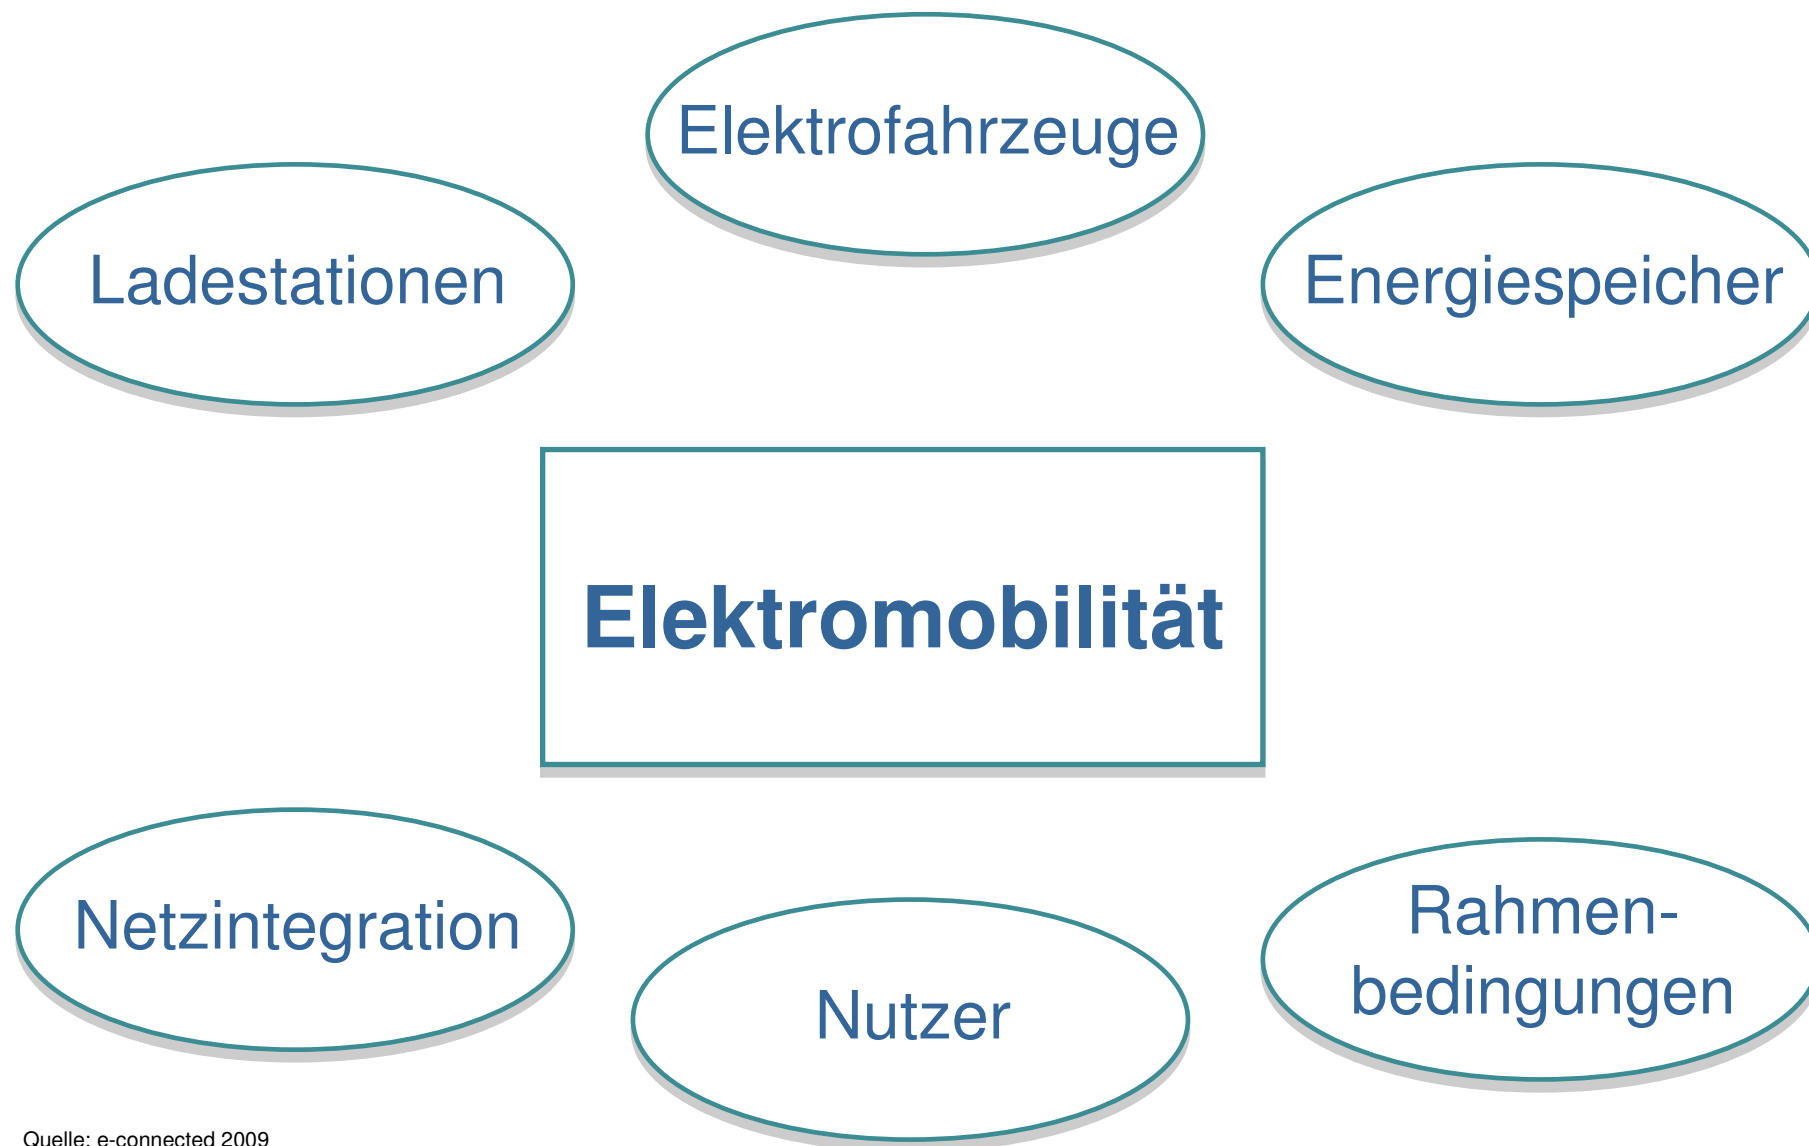 Elektrofahrzeuge
Ladestationen
Energiespeicher
Elektromobilität
Netzintegration
Rahmen-
bedingungen
Nutzer
Quelle: e-connected 2009